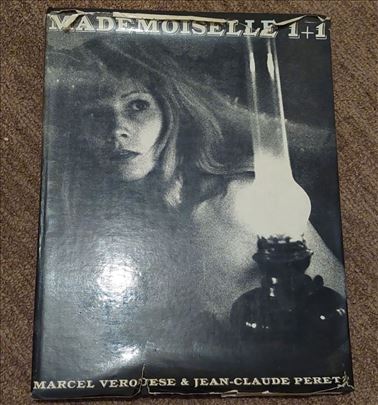 MADEMOISELLE 1+1
MARCEL VERONESE & JEAN-CLAUDE PERET